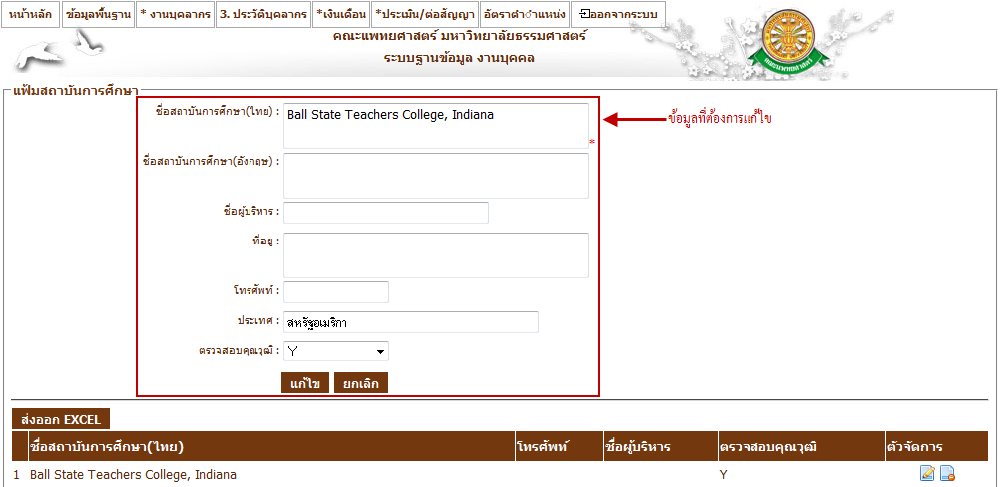 หน้าหลัก ข้อมูลพื้นฐาน * งานบุคลากร 3. ประวัติบุคลากร *เงินเดือน *ประเมิน/ต่อสัญญา อัตราตำำแหน่ง ออกจากระบบ
คณะแพทยศาสตร์ มหาวิทยาลัยธรรมศาสตร์
ระบบฐานข้อมูล งานบุคคล
แฟ้มสถาบันการศึกษา
ชื่อสถาบันการศึกษา(ไทย) : Ball State Teachers College, Indiana *
ข้อมูลที่ต้องการแก้ไข
ชื่อสถาบันการศึกษา(อังกฤษ) :
ชื่อผู้บริหาร :
ที่อยู่ :
โทรศัพท์ :
ประเทศ : สหรัฐอเมริกา
ตรวจสอบคุณวุฒิ : Y
แก้ไข ยกเลิก
ส่งออก EXCEL
ชื่อสถาบันการศึกษา(ไทย) โทรศัพท์ ชื่อผู้บริหาร ตรวจสอบคุณวุฒิ ตัวจัดการ
1 Ball State Teachers College, Indiana Y